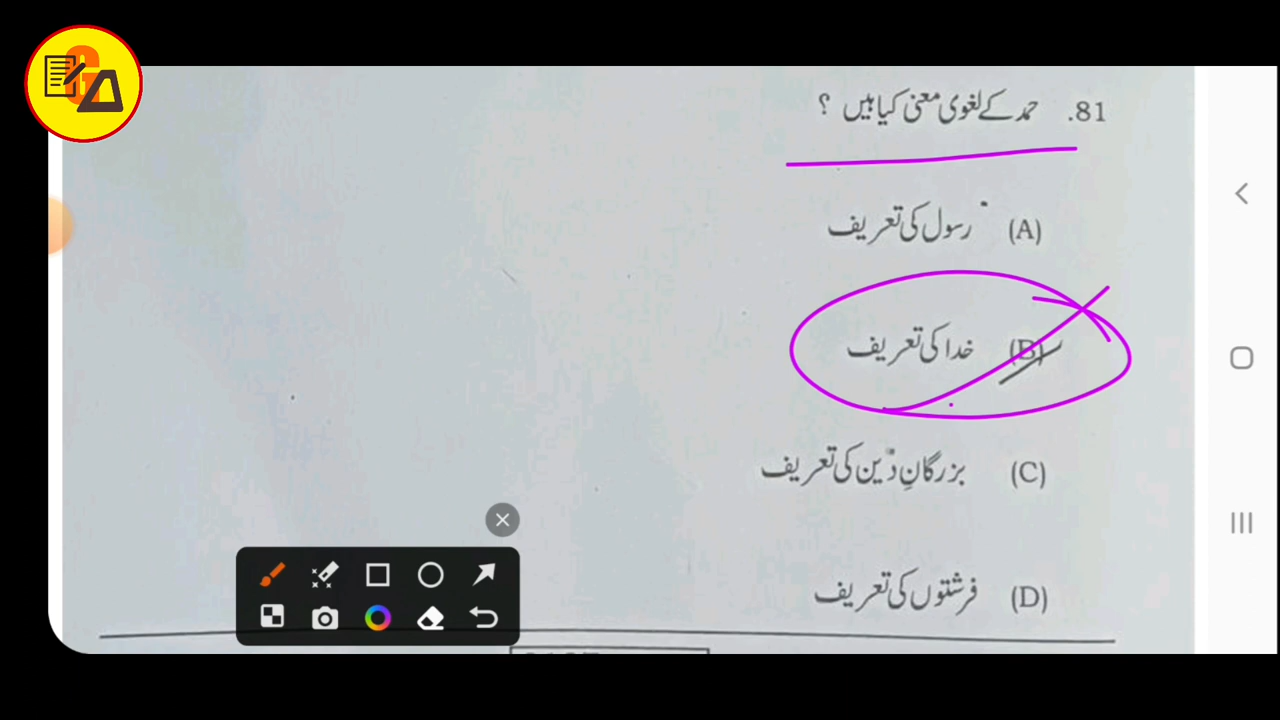 81. حمد کے لغوی معنی کیا ہیں ؟
(A) رسول کی تعریف
(B) خدا کی تعریف
(C) بزرگانِ دین کی تعریف
(D) فرشتوں کی تعریف